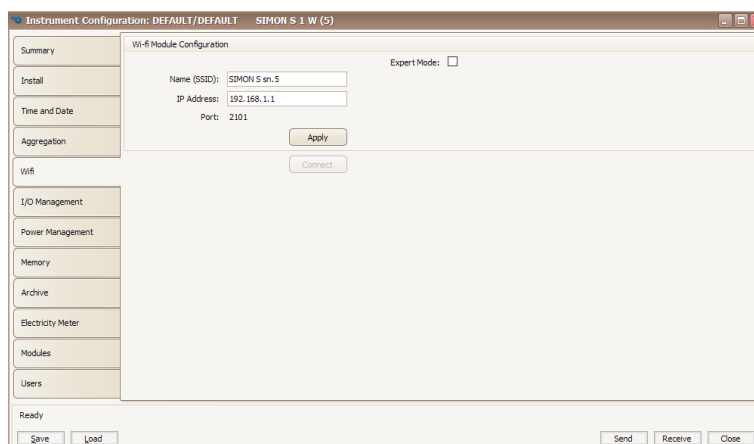 Instrument Configuration: DEFAULT/DEFAULT SIMON S 1 W (5)
Summary
Install
Time and Date
Aggregation
Wifi
I/O Management
Power Management
Memory
Archive
Electricity Meter
Modules
Users
Wi-fi Module Configuration
Expert Mode:
Name (SSID): SIMON S sn.5
IP Address: 192.168.1.1
Port: 2101
Apply
Connect
Ready
Save Load Send Receive Close